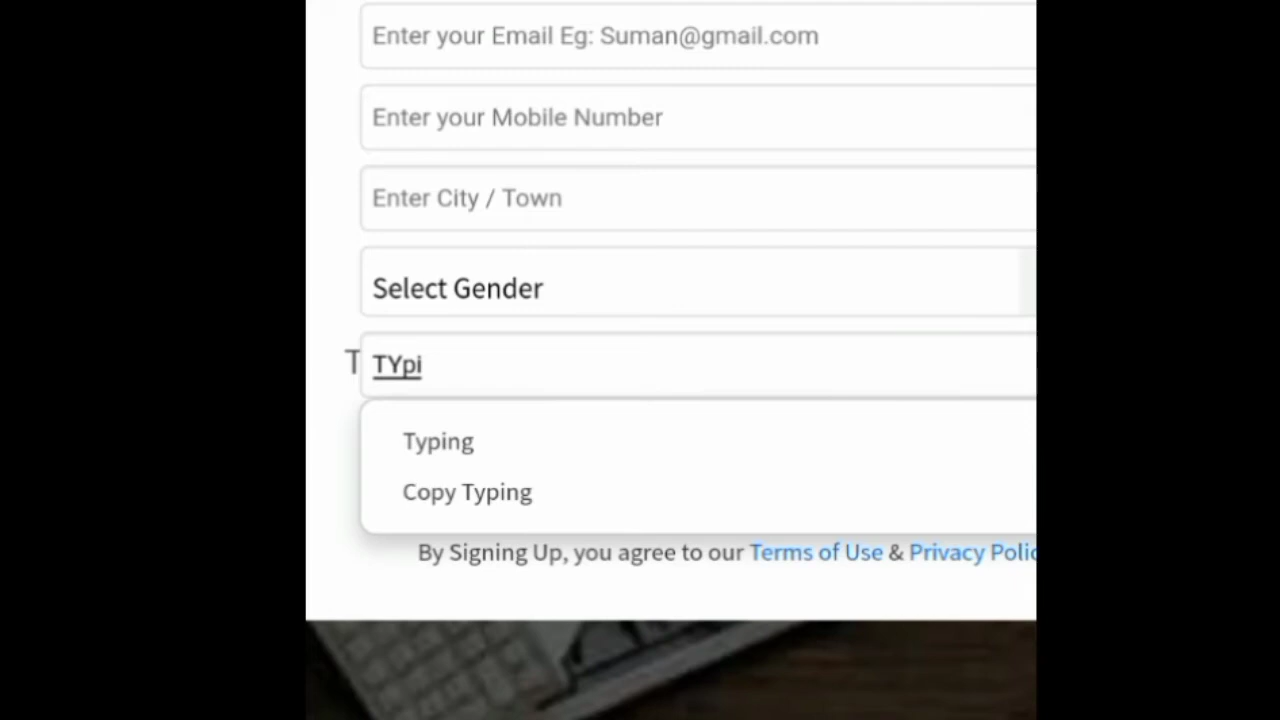 Enter your Email Eg: Suman@gmail.com
Enter your Mobile Number
Enter City / Town
Select Gender
T TYpi
Typing
Copy Typing
By Signing Up, you agree to our Terms of Use & Privacy Polic